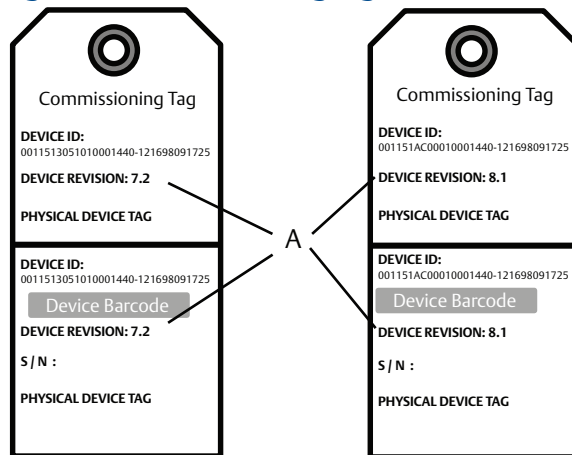 Commissioning Tag
DEVICE ID:
0011513051010001440-121698091725
DEVICE REVISION: 7.2
PHYSICAL DEVICE TAG
DEVICE ID:
0011513051010001440-121698091725
Device Barcode
DEVICE REVISION: 7.2
S / N :
PHYSICAL DEVICE TAG
A
Commissioning Tag
DEVICE ID:
001151AC00010001440-121698091725
DEVICE REVISION: 8.1
PHYSICAL DEVICE TAG
DEVICE ID:
001151AC00010001440-121698091725
Device Barcode
DEVICE REVISION: 8.1
S / N :
PHYSICAL DEVICE TAG